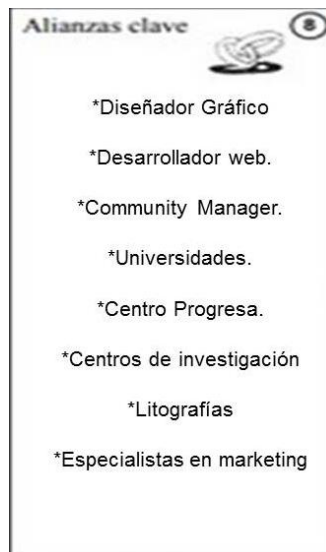 Alianzas clave
8
*Diseñador Gráfico
*Desarrollador web.
*Community Manager.
*Universidades.
*Centro Progresa.
*Centros de investigación
*Litografías
*Especialistas en marketing